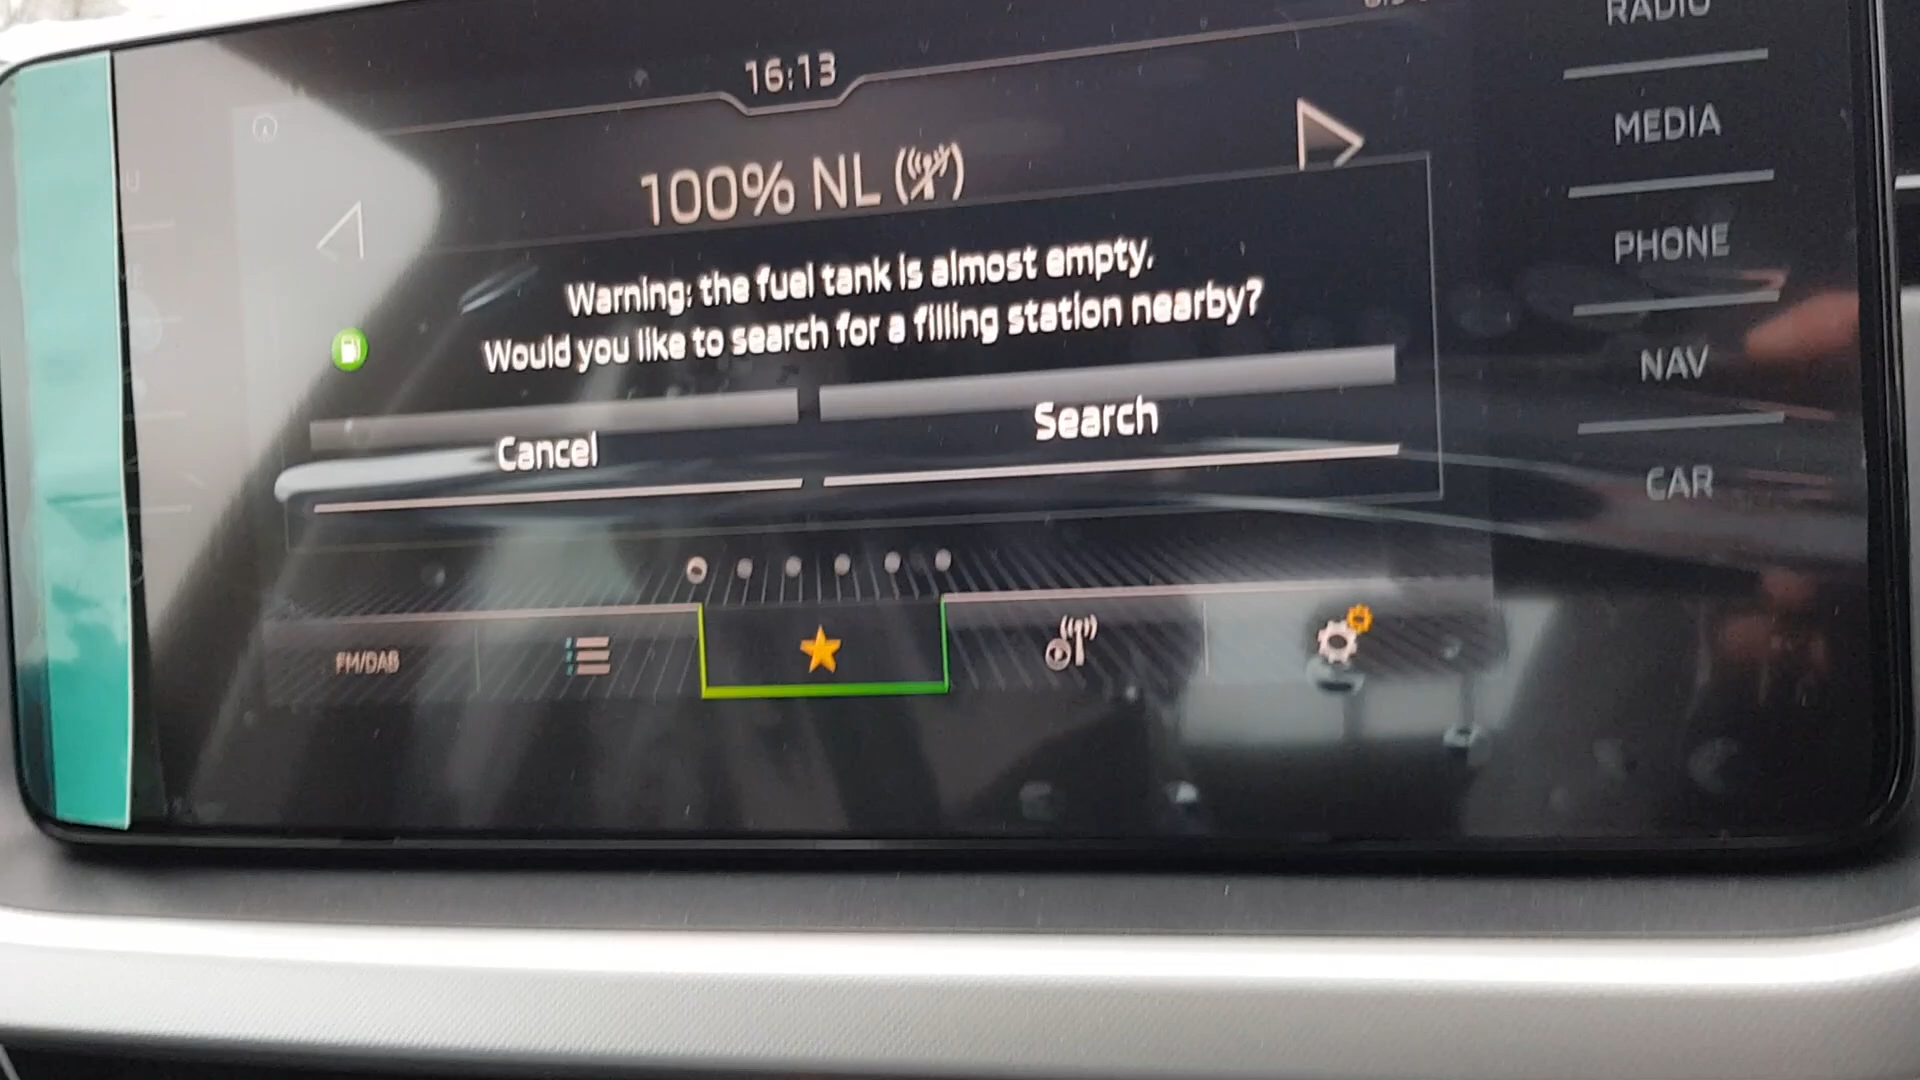 16:13
RADIO
100% NL
MEDIA
Warning: the fuel tank is almost empty.
Would you like to search for a filling station nearby?
PHONE
NAV
Cancel
Search
CAR
FM/DAB